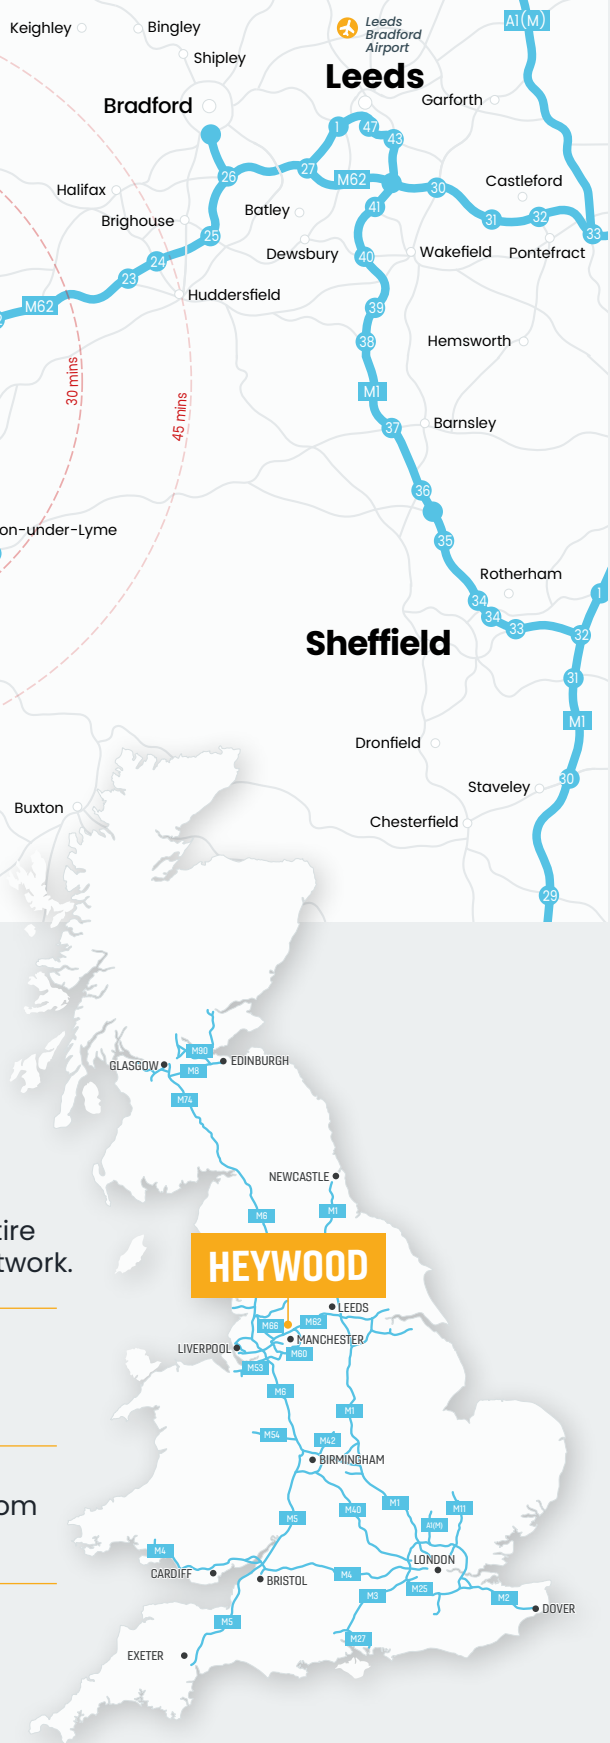 Keighley
Bingley
Leeds
Bradford
Airport
A1(M)
Shipley
Leeds
Bradford
Garforth
1
47
43
26
27
M62
30
Castleford
Halifax
Batley
41
31
32
Brighouse
25
33
Dewsbury
40
Wakefield
Pontefract
24
23
M62
Huddersfield
39
38
Hemsworth
30 mins
45 mins
M1
37
Barnsley
36
on-under-Lyme
35
Rotherham
1
34
34
33
32
Sheffield
31
M1
Dronfield
30
Staveley
Buxton
Chesterfield
29
M90
GLASGOW
EDINBURGH
M8
M74
NEWCASTLE
M6
M1
tire
twork.
HEYWOOD
LEEDS
M66
M62
MANCHESTER
LIVERPOOL
M60
M53
M6
M1
M54
M42
BIRMINGHAM
om
M5
M40
M1
M11
A1(M)
M4
LONDON
CARDIFF
BRISTOL
M4
M25
M3
M2
DOVER
M5
M27
EXETER